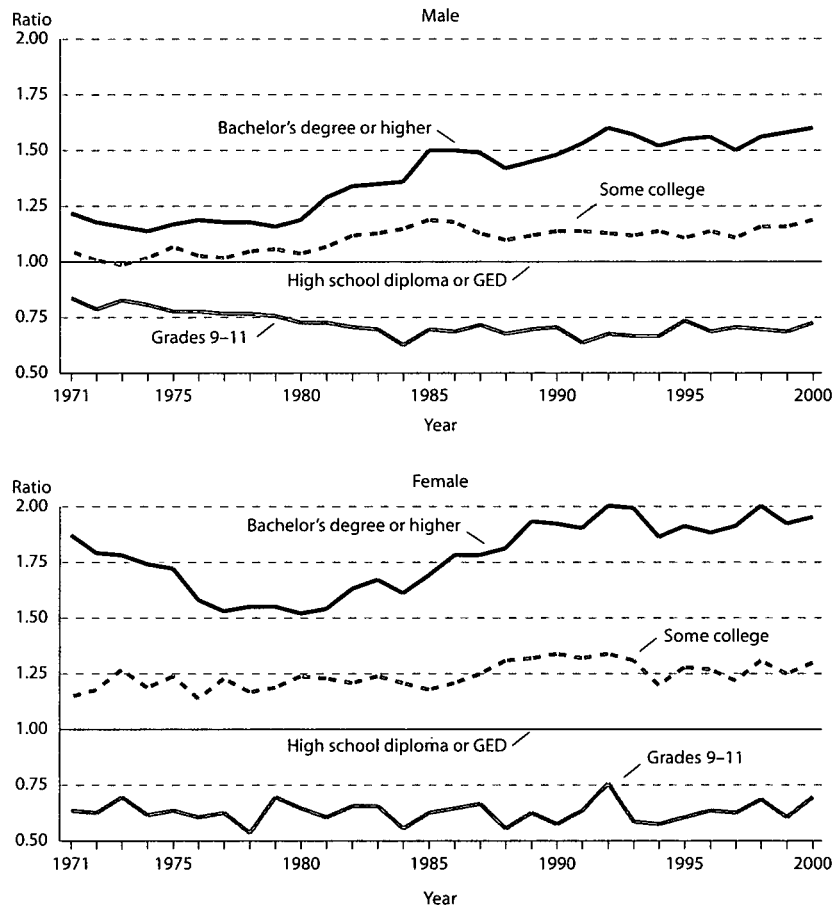 Male
Ratio
2.00
1.75
Bachelor's degree or higher
1.50
Some college
1.25
1.00
High school diploma or GED
0.75
Grades 9–11
0.50
1971 1975 1980 1985 1990 1995 2000
Year
Female
Ratio
2.00
Bachelor's degree or higher
1.75
1.50
Some college
1.25
1.00
High school diploma or GED
Grades 9–11
0.75
0.50
1971 1975 1980 1985 1990 1995 2000
Year